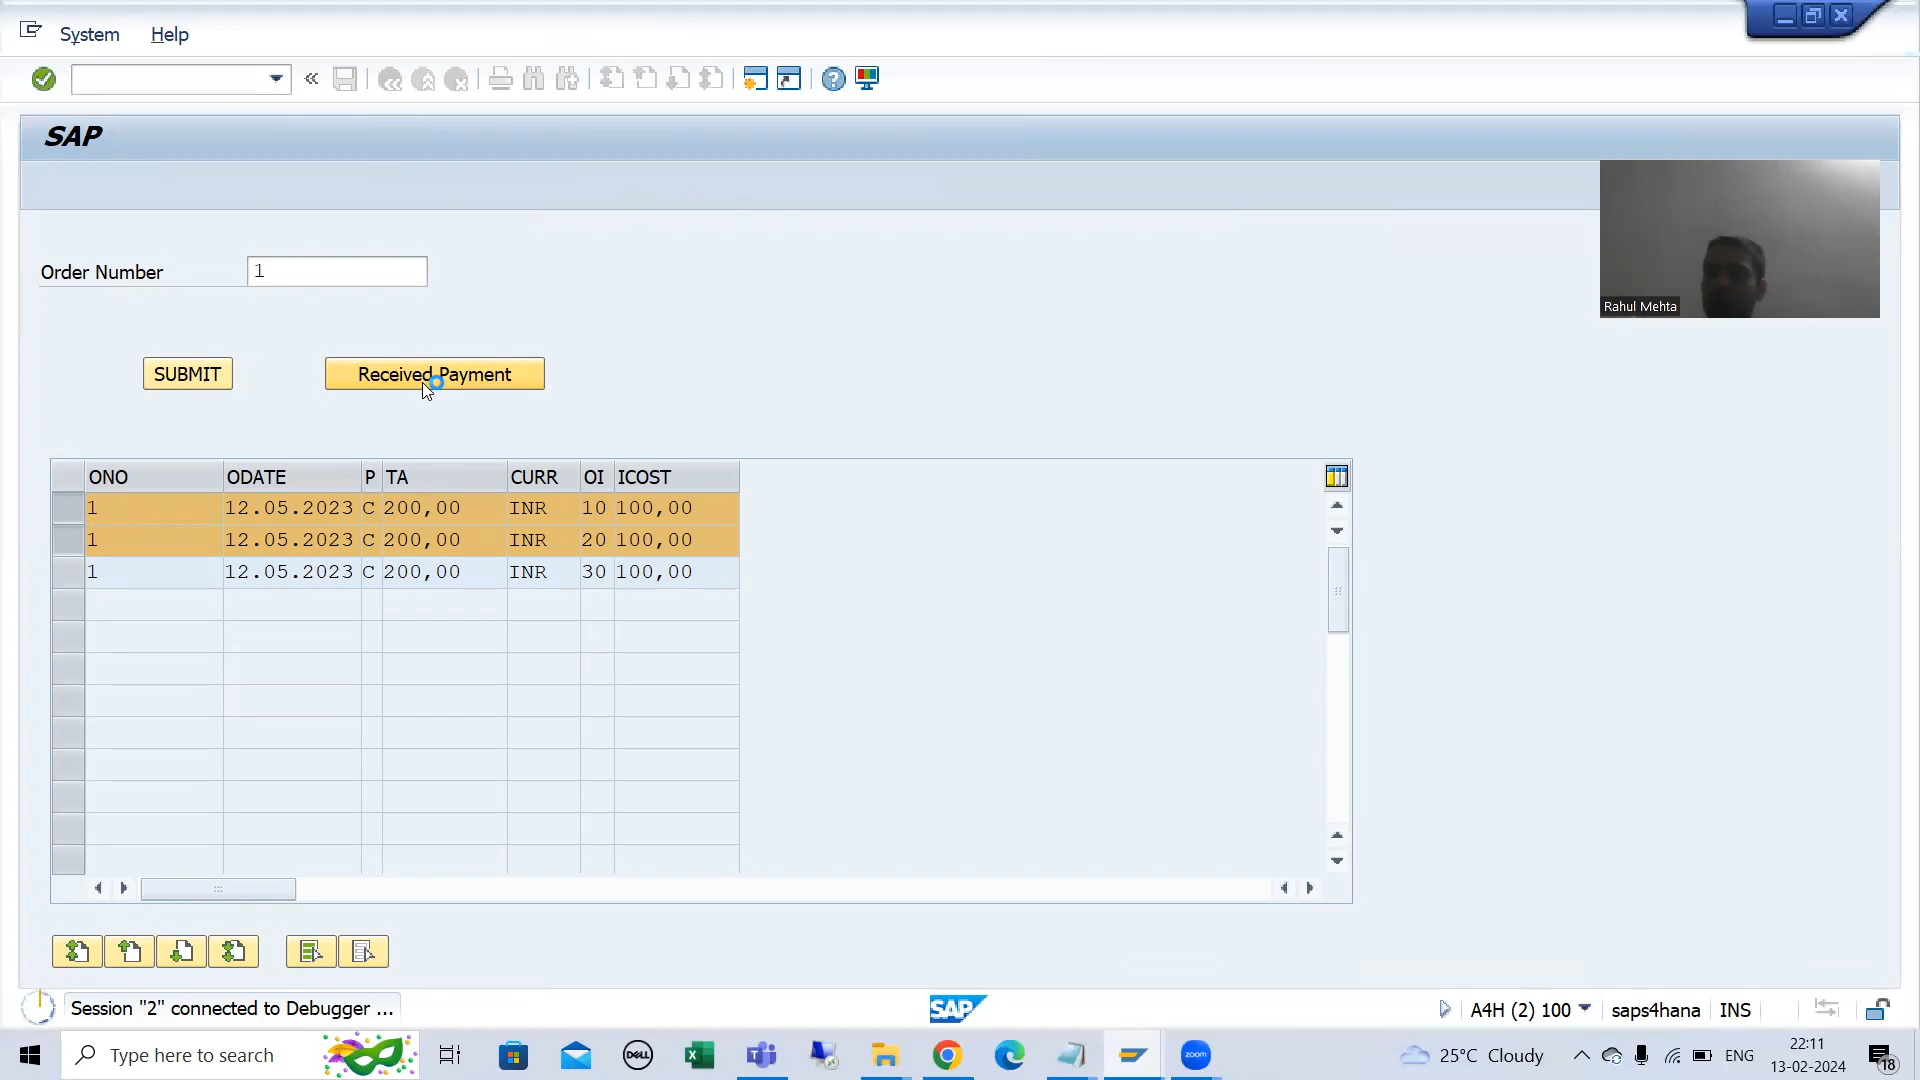 System Help
SAP
Rahul Mehta
Order Number 1
SUBMIT Received Payment
ONO ODATE P TA CURR OI ICOST
1 12.05.2023 C 200,00 INR 10 100,00
1 12.05.2023 C 200,00 INR 20 100,00
1 12.05.2023 C 200,00 INR 30 100,00
Session "2" connected to Debugger ... SAP A4H (2) 100 saps4hana INS
Type here to search DELL zoom 25°C Cloudy ENG 22:11
13-02-2024 18